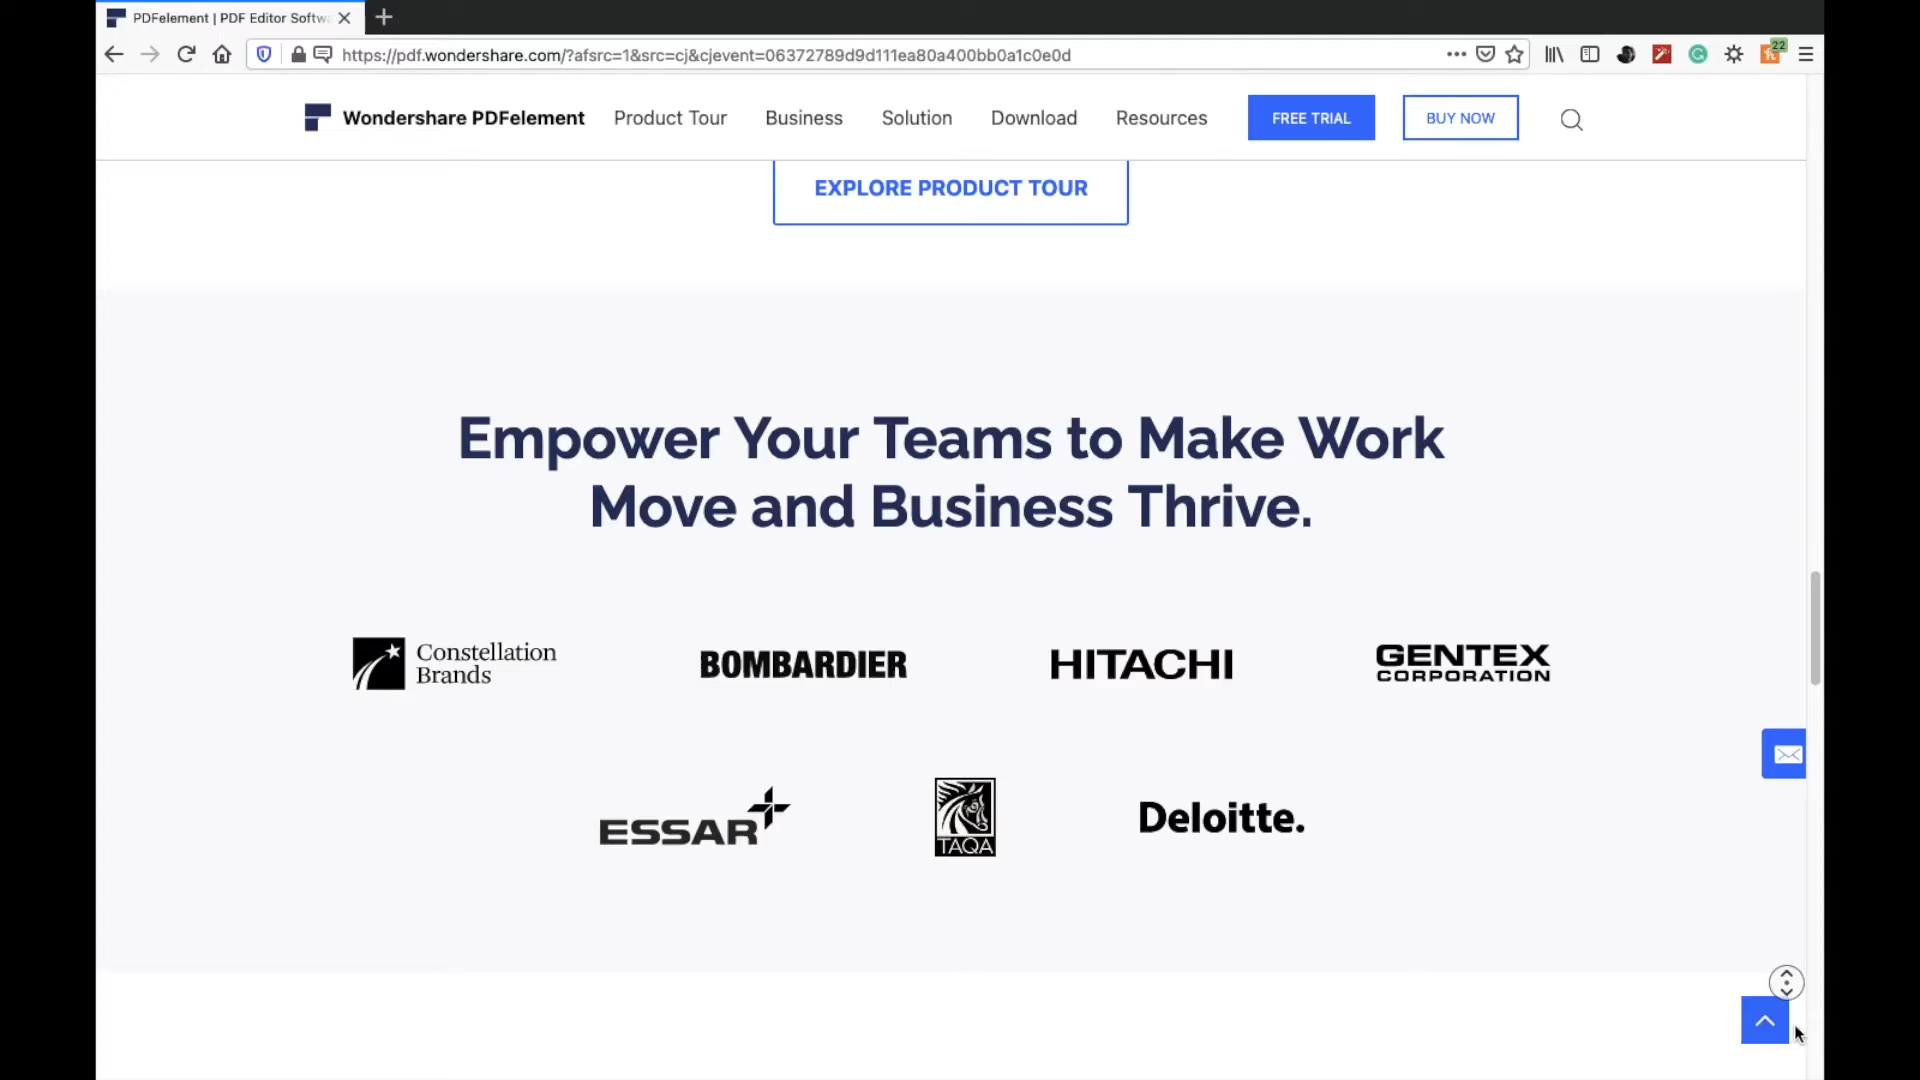 PDFelement | PDF Editor Softw
https://pdf.wondershare.com/?afsrc=1&src=cj&cjevent=06372789d9d111ea80a400bb0a1c0e0d
22
Wondershare PDFelement Product Tour Business Solution Download Resources FREE TRIAL BUY NOW
EXPLORE PRODUCT TOUR
Empower Your Teams to Make Work
Move and Business Thrive.
Constellation
Brands
BOMBARDIER
HITACHI
GENTEX
CORPORATION
ESSAR
TAQA
Deloitte.